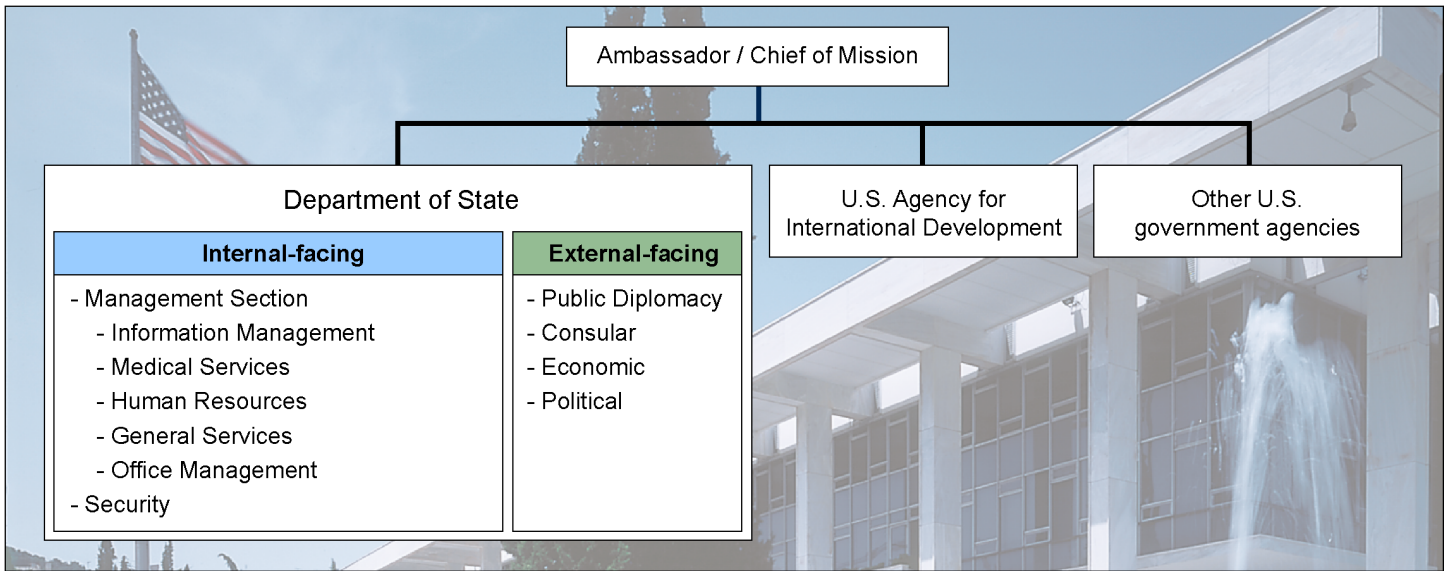 Ambassador / Chief of Mission
Department of State
Internal-facing
- Management Section
- Information Management
- Medical Services
- Human Resources
- General Services
- Office Management
- Security
External-facing
- Public Diplomacy
- Consular
- Economic
- Political
U.S. Agency for
International Development
Other U.S.
government agencies